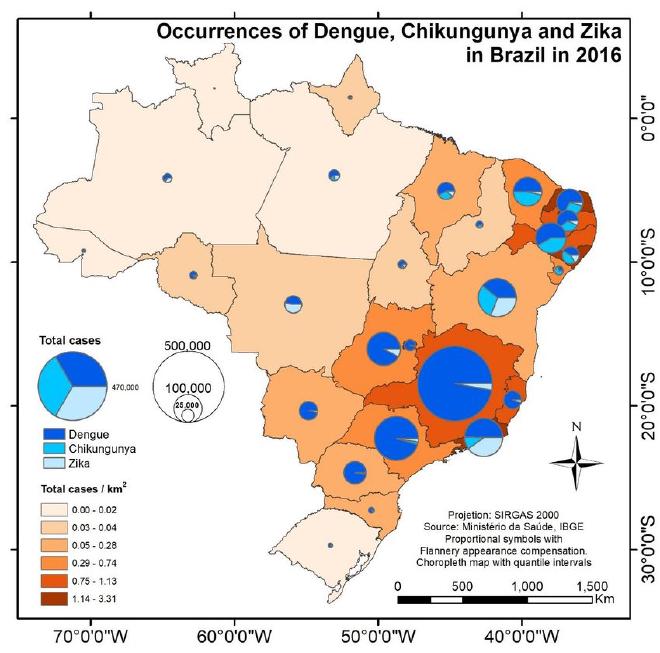 Occurrences of Dengue, Chikungunya and Zika
in Brazil in 2016
0°0'0"
10°0'0"S
20°0'0"S
30°0'0"S
Total cases
470,000
500,000
100,000
25,000
Dengue
Chikungunya
Zika
Total cases / km²
0.00 - 0.02
0.03 - 0.04
0.05 - 0.28
0.29 - 0.74
0.75 - 1.13
1.14 - 3.31
N
Projetion: SIRGAS 2000
Source: Ministério da Saúde, IBGE
Proportional symbols with
Flannery appearance compensation.
Choropleth map with quantile intervals
0 500 1,000 1,500
Km
70°0'0"W 60°0'0"W 50°0'0"W 40°0'0"W